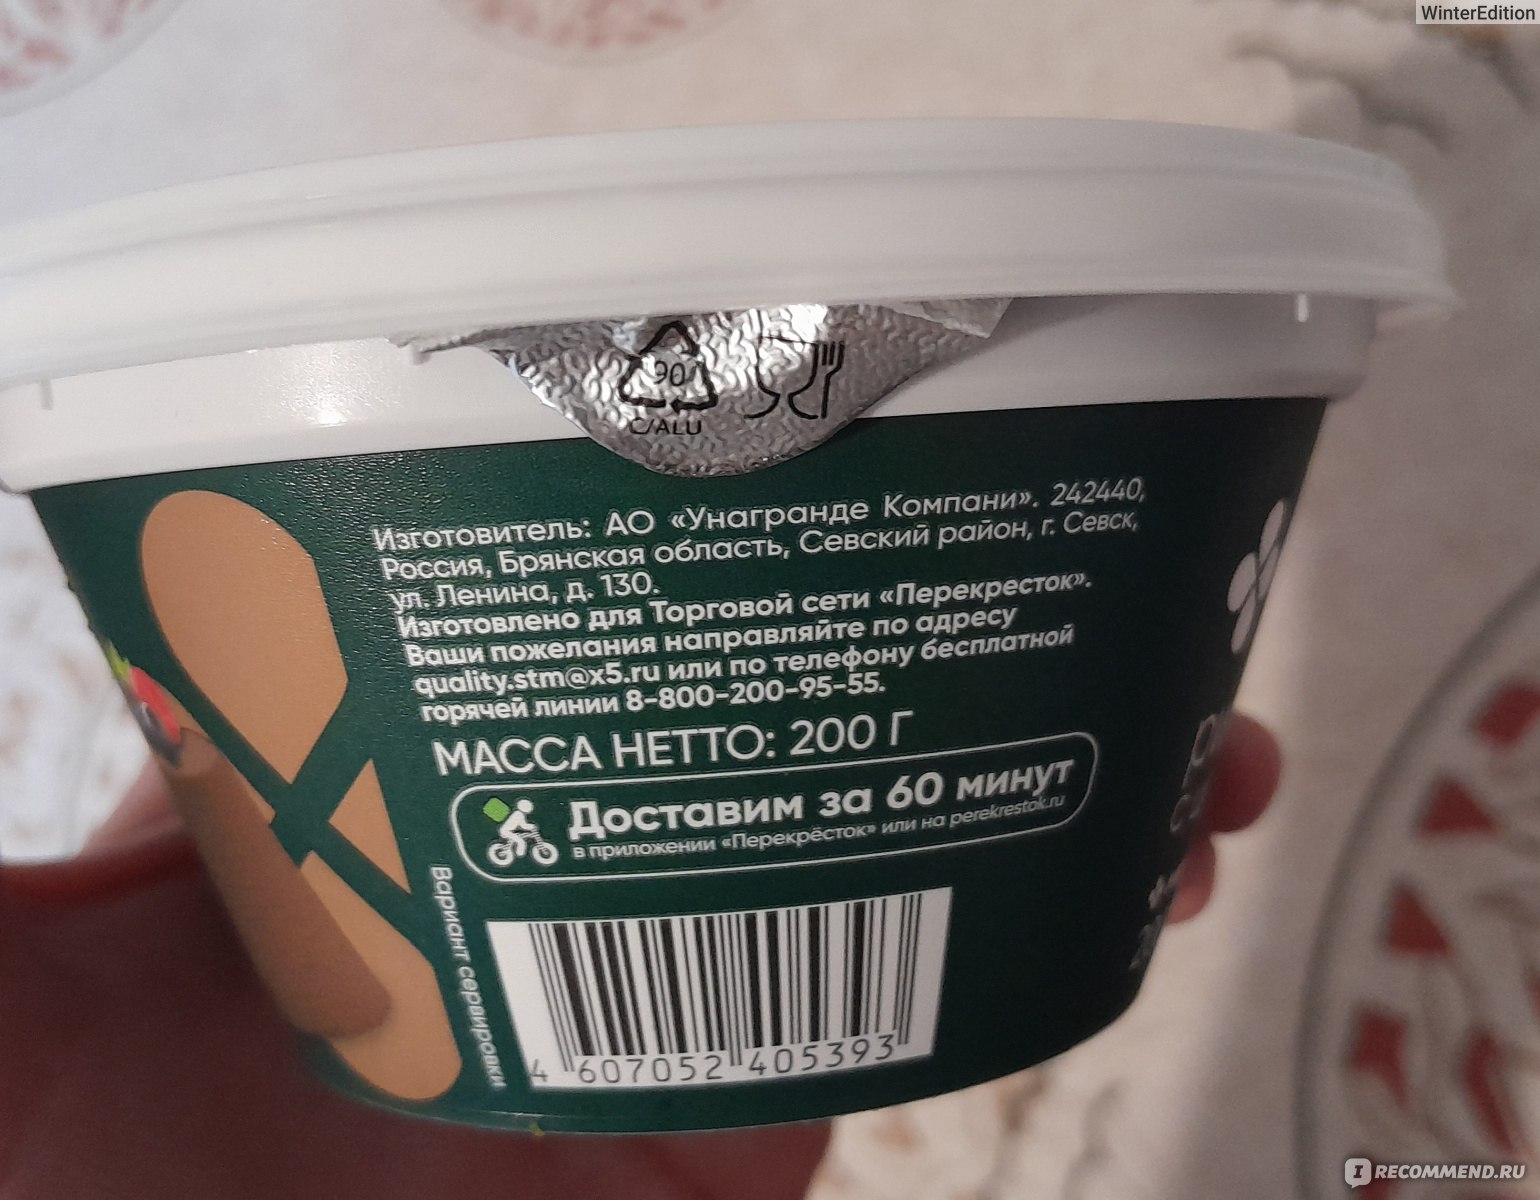 WinterEdition
90
C/ALU
Изготовитель: АО «Унагранде Компани». 242440,
Россия, Брянская область, Севский район, г. Севск,
ул. Ленина, д. 130.
Изготовлено для Торговой сети «Перекресток».
Ваши пожелания направляйте по адресу
quality.stm@x5.ru или по телефону бесплатной
горячей линии 8-800-200-95-55.
МАССА НЕТТО: 200 Г
Доставим за 60 минут
в приложении «Перекрёсток» или на perekrestok.ru
Вариант сервировки
4 607052 405393
IRECOMMEND.RU